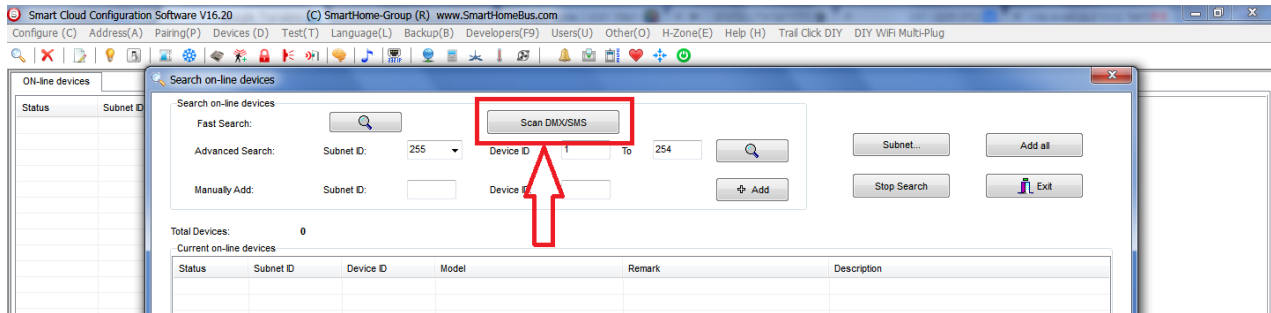 Smart Cloud Configuration Software V16.20 (C) SmartHome-Group (R) www.SmartHomeBus.com
Configure (C) Address(A) Pairing(P) Devices (D) Test(T) Language(L) Backup(B) Developers(F9) Users(U) Other(O) H-Zone(E) Help (H) Trail Click DIY DIY WiFi Multi-Plug
ON-line devices
Search on-line devices
Status Subnet ID
Search on-line devices
Fast Search: Scan DMX/SMS
Advanced Search: Subnet ID: 255 Device ID 1 To 254 Subnet... Add all
Manually Add: Subnet ID: Device ID Add Stop Search Exit
Total Devices: 0
Current on-line devices
Status Subnet ID Device ID Model Remark Description